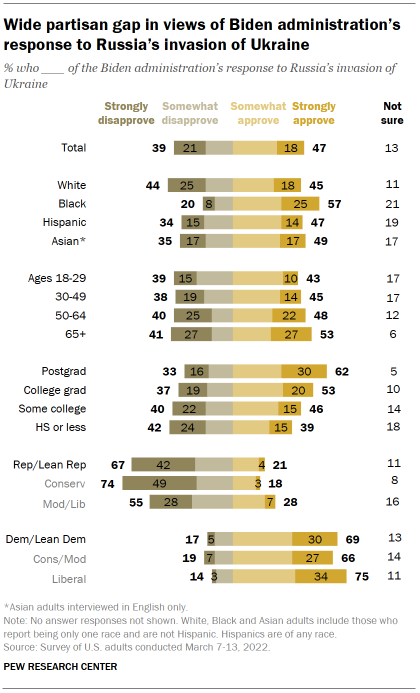 Wide partisan gap in views of Biden administration's
response to Russia's invasion of Ukraine
% who ___ of the Biden administration's response to Russia's invasion of
Ukraine
Strongly disapprove Somewhat disapprove Somewhat approve Strongly approve Not sure
Total 39 21 18 47 13
White 44 25 18 45 11
Black 20 8 25 57 21
Hispanic 34 15 14 47 19
Asian* 35 17 17 49 17
Ages 18-29 39 15 10 43 17
30-49 38 19 14 45 17
50-64 40 25 22 48 12
65+ 41 27 27 53 6
Postgrad 33 16 30 62 5
College grad 37 19 20 53 10
Some college 40 22 15 46 14
HS or less 42 24 15 39 18
Rep/Lean Rep 67 42 4 21 11
Conserv 74 49 3 18 8
Mod/Lib 55 28 7 28 16
Dem/Lean Dem 17 5 30 69 13
Cons/Mod 19 7 27 66 14
Liberal 14 3 34 75 11
*Asian adults interviewed in English only.
Note: No answer responses not shown. White, Black and Asian adults include those who
report being only one race and are not Hispanic. Hispanics are of any race.
Source: Survey of U.S. adults conducted March 7-13, 2022.
PEW RESEARCH CENTER